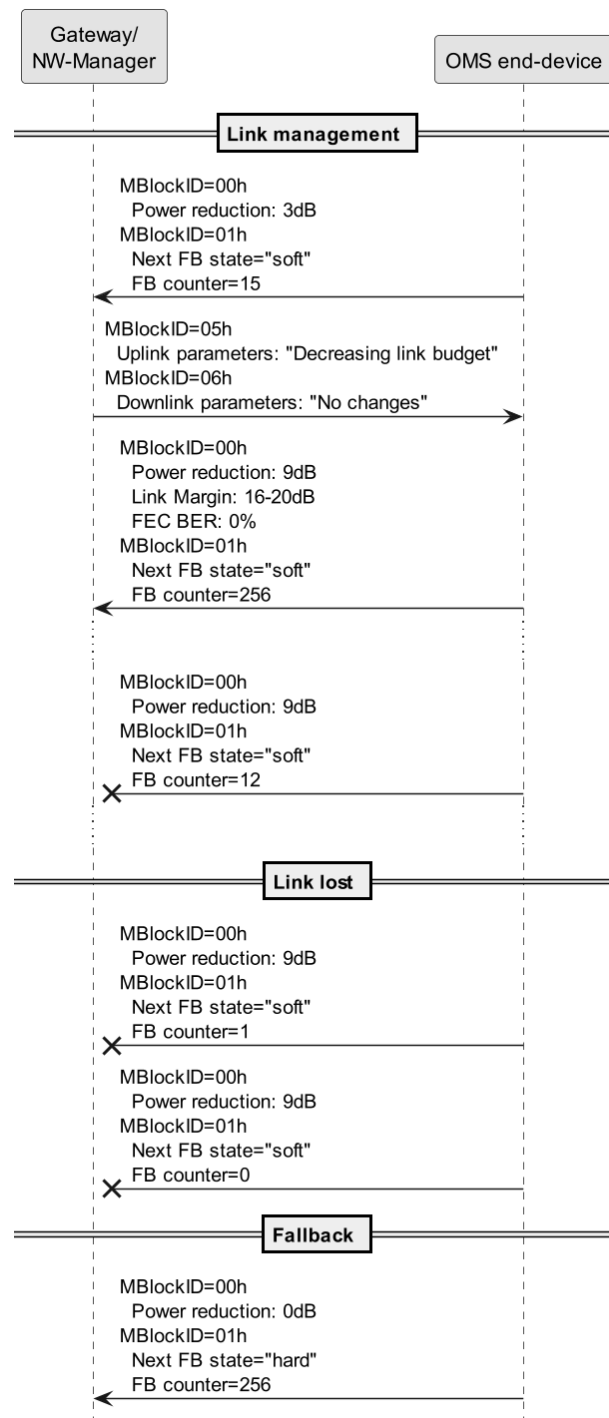 Gateway/
NW-Manager
OMS end-device
Link management
MBlockID=00h
Power reduction: 3dB
MBlockID=01h
Next FB state="soft"
FB counter=15
MBlockID=05h
Uplink parameters: "Decreasing link budget"
MBlockID=06h
Downlink parameters: "No changes"
MBlockID=00h
Power reduction: 9dB
Link Margin: 16-20dB
FEC BER: 0%
MBlockID=01h
Next FB state="soft"
FB counter=256
MBlockID=00h
Power reduction: 9dB
MBlockID=01h
Next FB state="soft"
FB counter=12
Link lost
MBlockID=00h
Power reduction: 9dB
MBlockID=01h
Next FB state="soft"
FB counter=1
MBlockID=00h
Power reduction: 9dB
MBlockID=01h
Next FB state="soft"
FB counter=0
Fallback
MBlockID=00h
Power reduction: 0dB
MBlockID=01h
Next FB state="hard"
FB counter=256